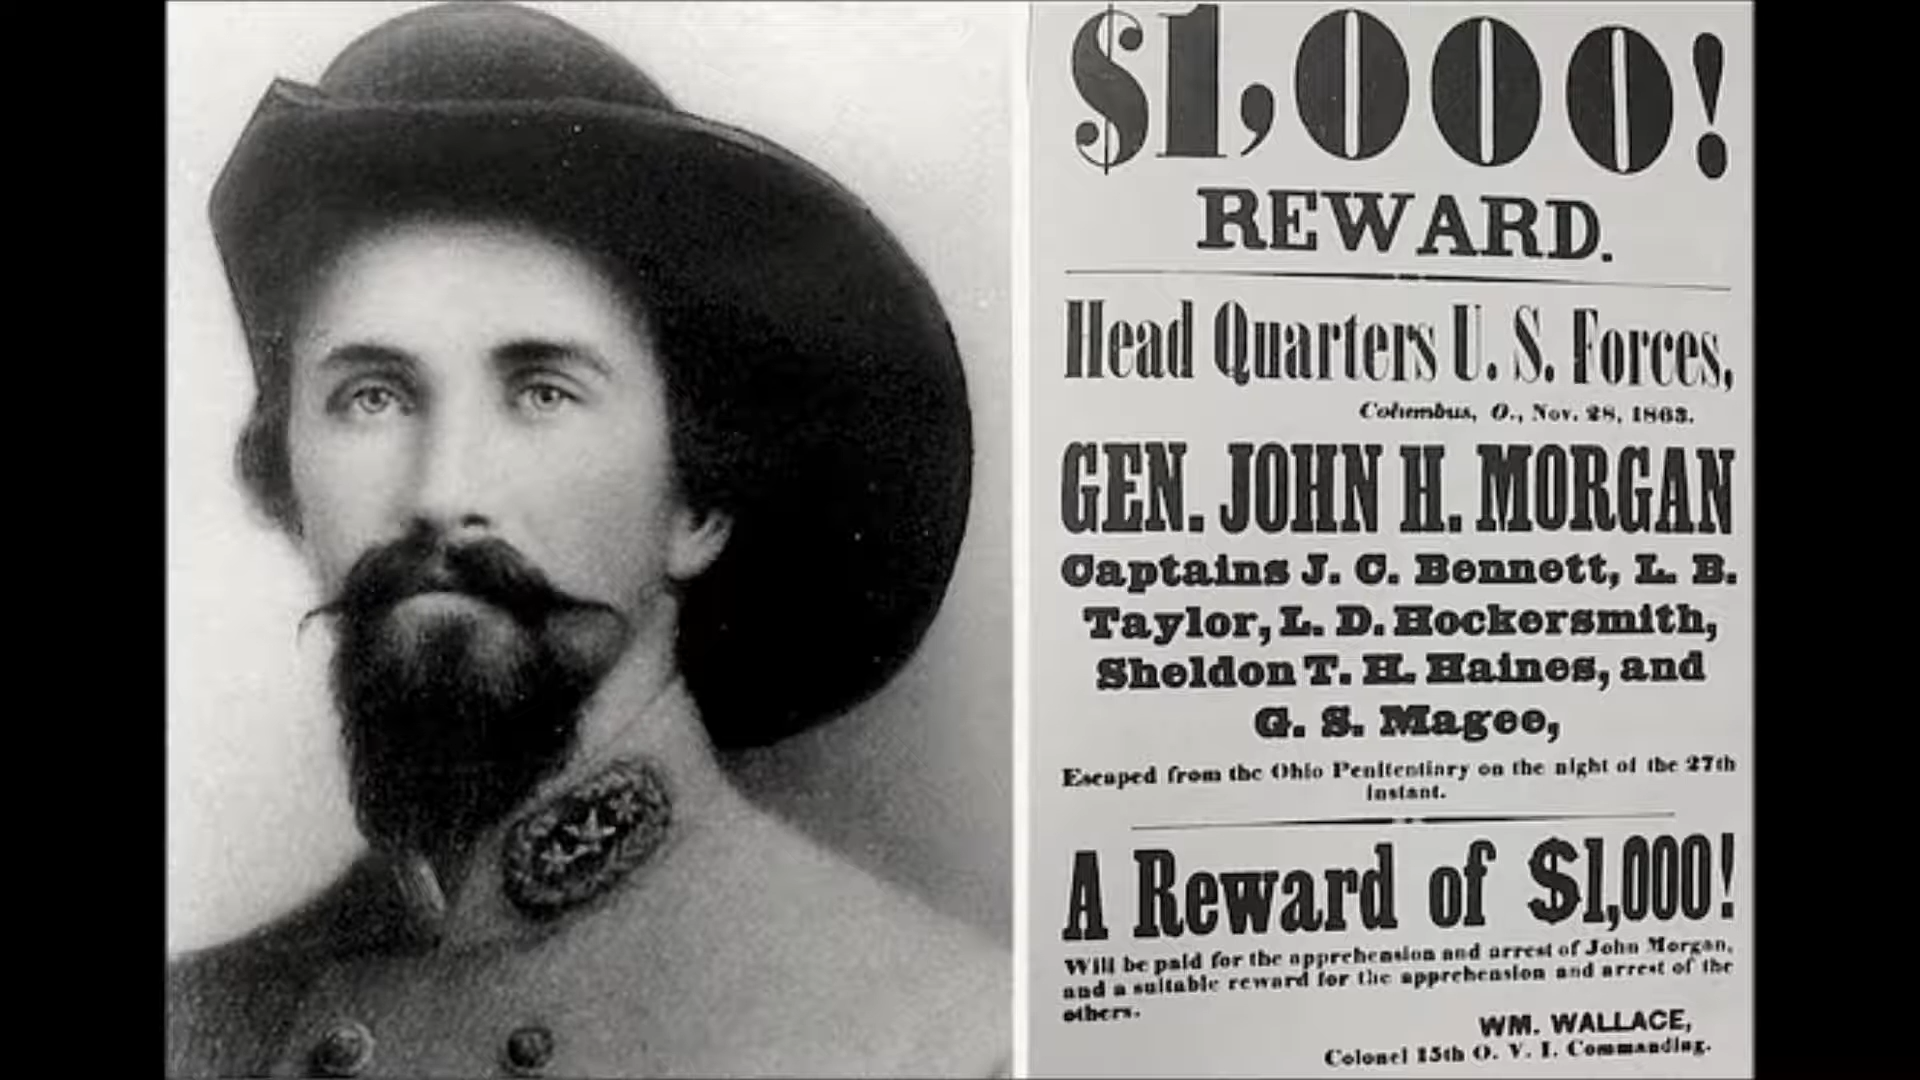 $1,000!
REWARD.
Head Quarters U. S. Forces,
Columbus, O., Nov. 28, 1863.
GEN. JOHN H. MORGAN
Captains J. C. Bennett, L. B.
Taylor, L. D. Hockersmith,
Sheldon T. H. Haines, and
G. S. Magee,
Escaped from the Ohio Penitentiary on the night of the 27th
instant.
A Reward of $1,000!
Will be paid for the apprehension and arrest of John Morgan,
and a suitable reward for the apprehension and arrest of the
others.
WM. WALLACE,
Colonel 15th O. V. I. Commanding.